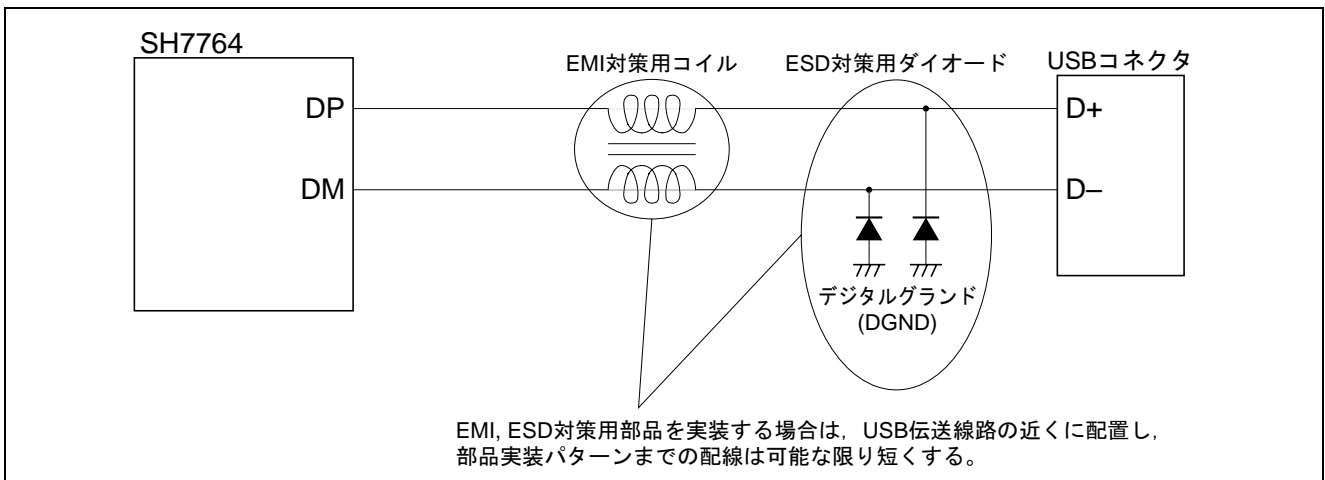 SH7764
EMI対策用コイル
ESD対策用ダイオード
USBコネクタ
DP
D+
DM
D–
デジタルグランド
(DGND)
EMI, ESD対策用部品を実装する場合は，USB伝送線路の近くに配置し，
部品実装パターンまでの配線は可能な限り短くする。